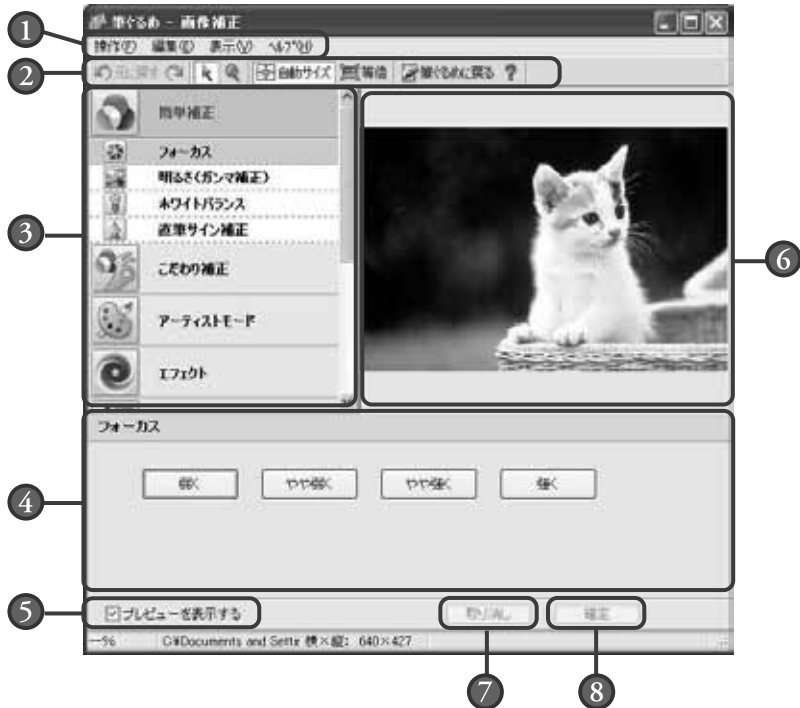 筆ぐるめ - 画像補正
操作(O) 編集(E) 表示(V) ヘルプ(H)
元に戻す 自動サイズ 等倍 筆ぐるめに戻る ?
簡単補正
フォーカス
明るさ(ガンマ補正)
ホワイトバランス
直筆サイン補正
こだわり補正
アーティストモード
エフェクト
フォーカス
弱く やや弱く やや強く 強く
プレビューを表示する 取り消し 確定
--% C:¥Documents and Settir 横×縦: 640×427
1
2
3
4
5
6
7
8